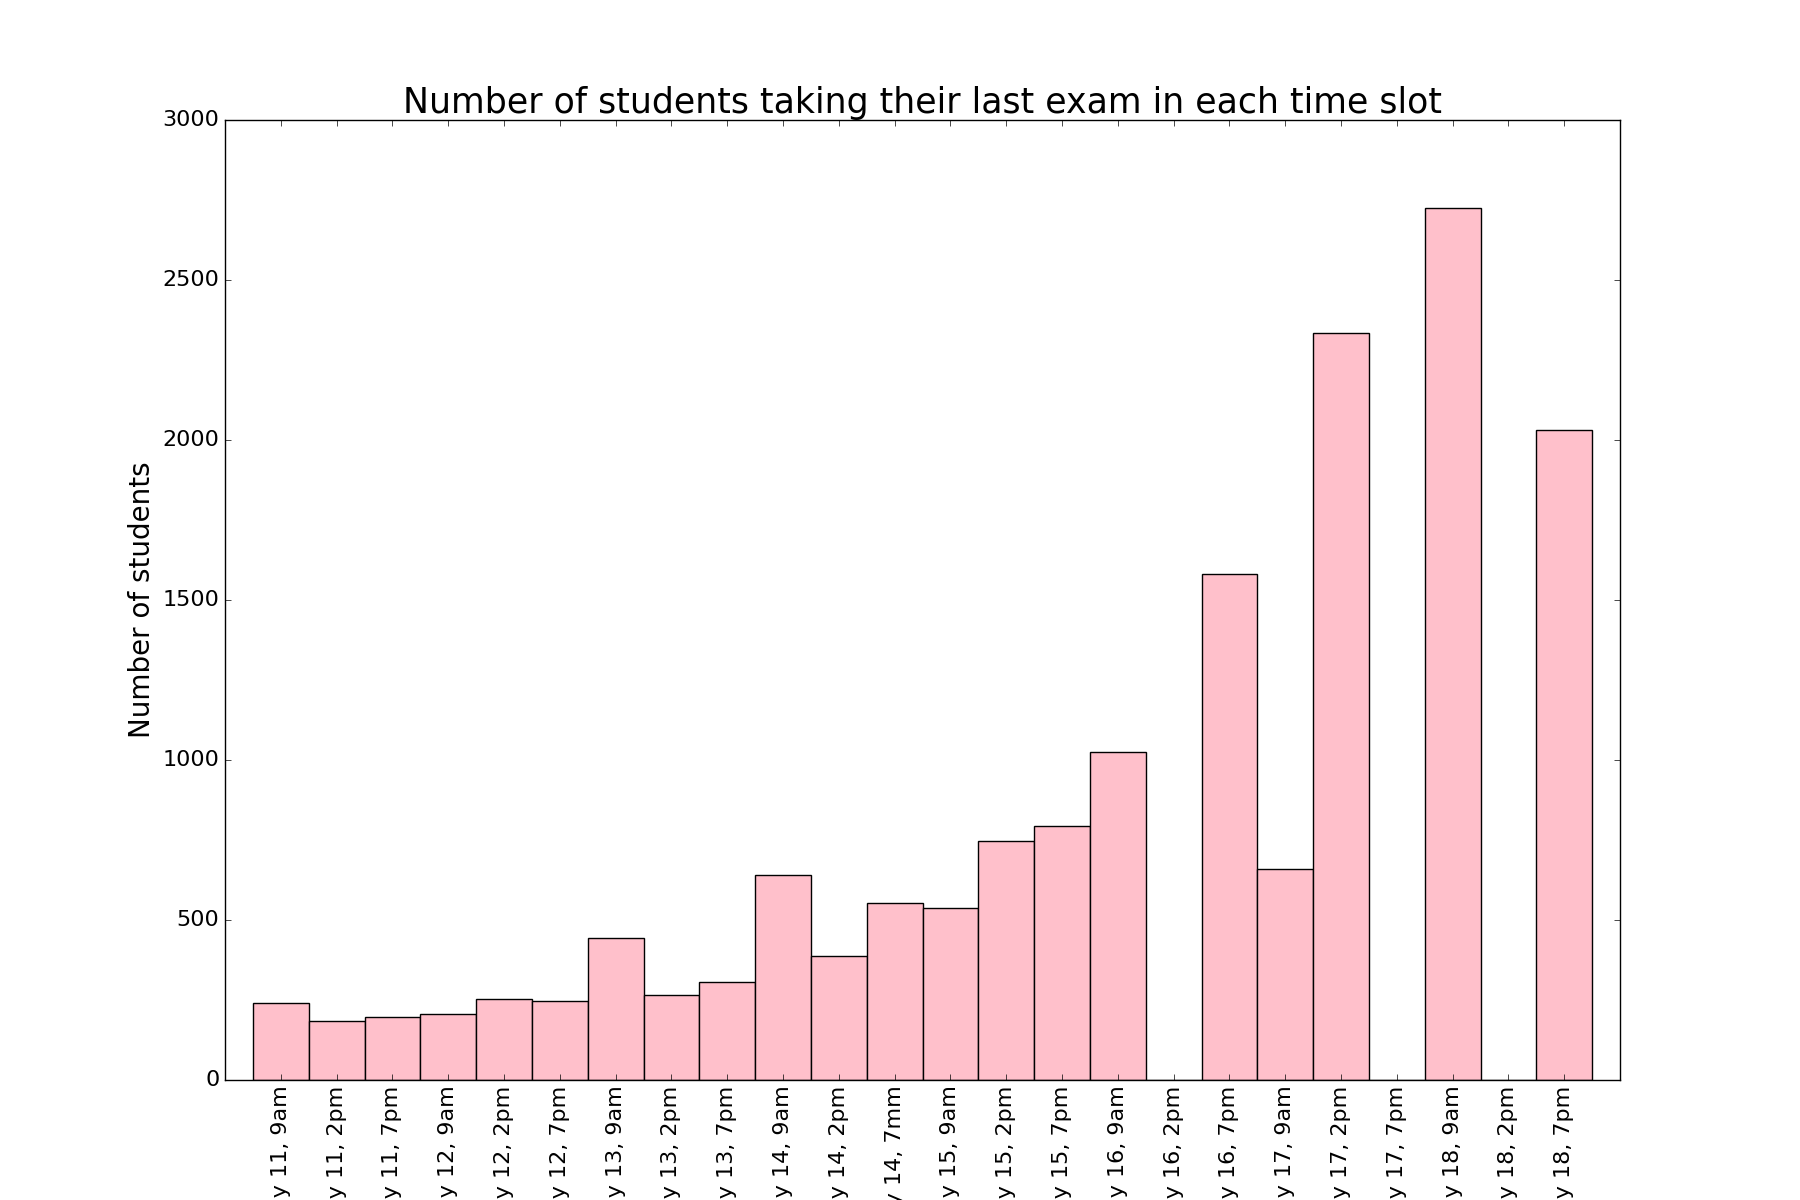 Number of students taking their last exam in each time slot
Number of students
3000
2500
2000
1500
1000
500
0
y 11, 9am
y 11, 2pm
y 11, 7pm
y 12, 9am
y 12, 2pm
y 12, 7pm
y 13, 9am
y 13, 2pm
y 13, 7pm
y 14, 9am
y 14, 2pm
y 14, 7mm
y 15, 9am
y 15, 2pm
y 15, 7pm
y 16, 9am
y 16, 2pm
y 16, 7pm
y 17, 9am
y 17, 2pm
y 17, 7pm
y 18, 9am
y 18, 2pm
y 18, 7pm